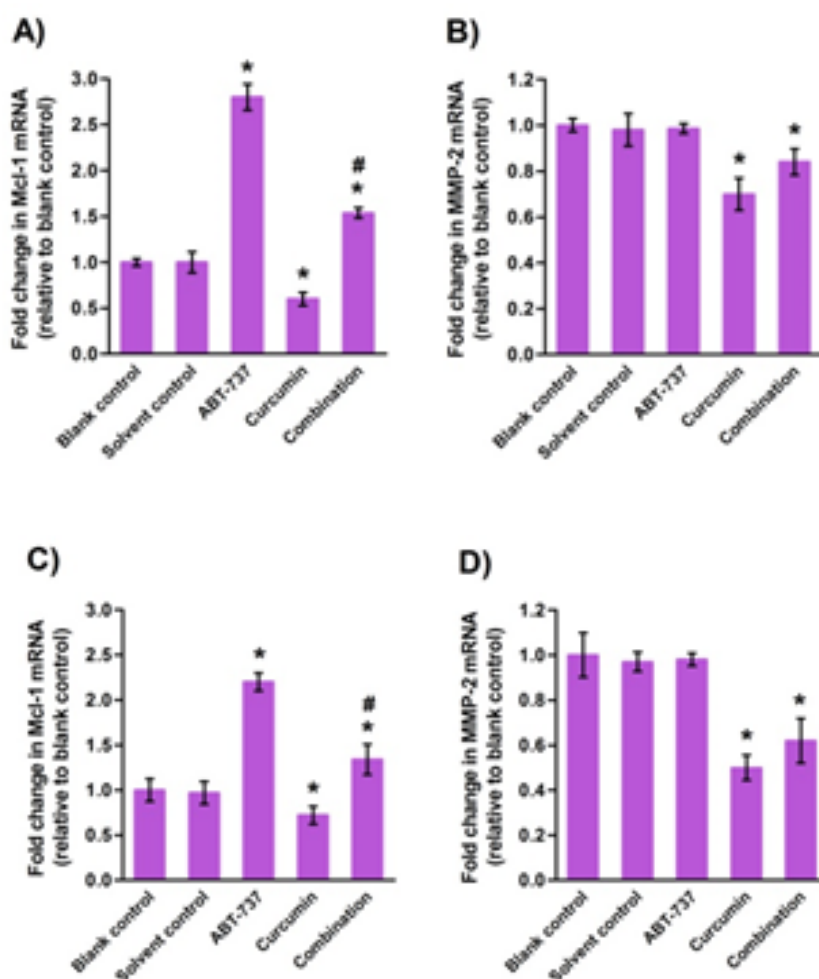 A)
Fold change in Mcl-1 mRNA
(relative to blank control)
3.0
2.5
2.0
1.5
1.0
0.5
0.0
*
*
#
*
Blank control
Solvent control
ABT-737
Curcumin
Combination
B)
Fold change in MMP-2 mRNA
(relative to blank control)
1.2
1.0
0.8
0.6
0.4
0.2
0.0
*
*
Blank control
Solvent control
ABT-737
Curcumin
Combination
C)
Fold change in Mcl-1 mRNA
(relative to blank control)
3.0
2.5
2.0
1.5
1.0
0.5
0.0
*
*
#
*
Blank control
Solvent control
ABT-737
Curcumin
Combination
D)
Fold change in MMP-2 mRNA
(relative to blank control)
1.2
1.0
0.8
0.6
0.4
0.2
0.0
*
*
Blank control
Solvent control
ABT-737
Curcumin
Combination